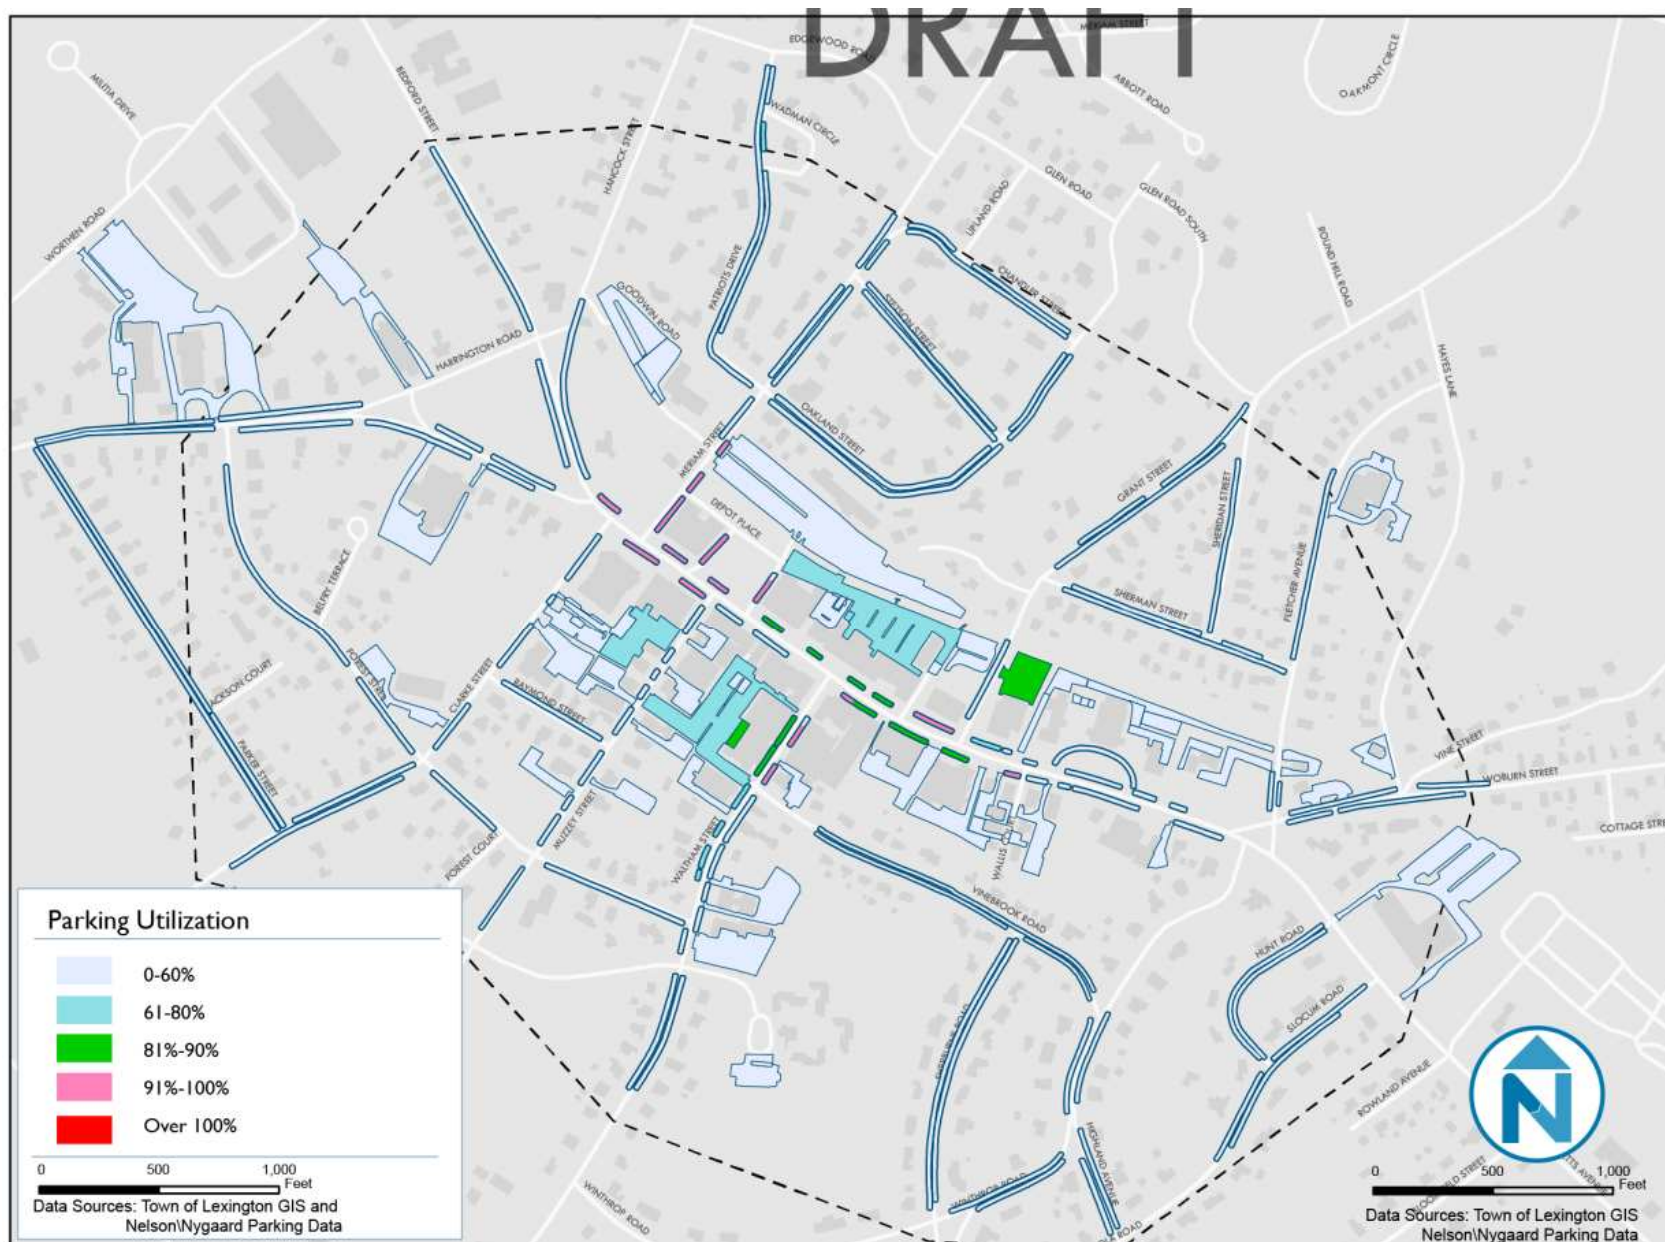 DRAFT
MERIAM STREET
EDGEWOOD ROAD
OAKMONT CIRCLE
ABBOTT ROAD
MILITIA DRIVE
BEDFORD STREET
WADMAN CIRCLE
HANCOCK STREET
GLEN ROAD
GLEN ROAD SOUTH
UPLAND ROAD
WORTHEN ROAD
PATRIOTS DRIVE
ROUND HILL ROAD
CHANDLER STREET
GOODWIN ROAD
STETSON STREET
HARRINGTON ROAD
HAYES LANE
OAKLAND STREET
MERIAM STREET
GRANT STREET
SHERIDAN STREET
DEPOT PLACE
FLETCHER AVENUE
BELFRY TERRACE
SHERMAN STREET
JACKSON COURT
FOREST STREET
CLARKE STREET
RAYMOND STREET
PARKER STREET
VINE STREET
WOBURN STREET
MUZZEY STREET
COTTAGE STRE
FOREST COURT
WALTHAM STREET
WALLIS COURT
VINEBROOK ROAD
HUNT ROAD
SLOCUM ROAD
ROWLAND AVENUE
HIGHLAND AVENUE
WINTHROP ROAD
WINTHROP ROAD
Parking Utilization
0-60%
61-80%
81%-90%
91%-100%
Over 100%
0 500 1,000
Feet
Data Sources: Town of Lexington GIS and
Nelson\Nygaard Parking Data
N
0 500 1,000
Feet
Data Sources: Town of Lexington GIS
Nelson\Nygaard Parking Data